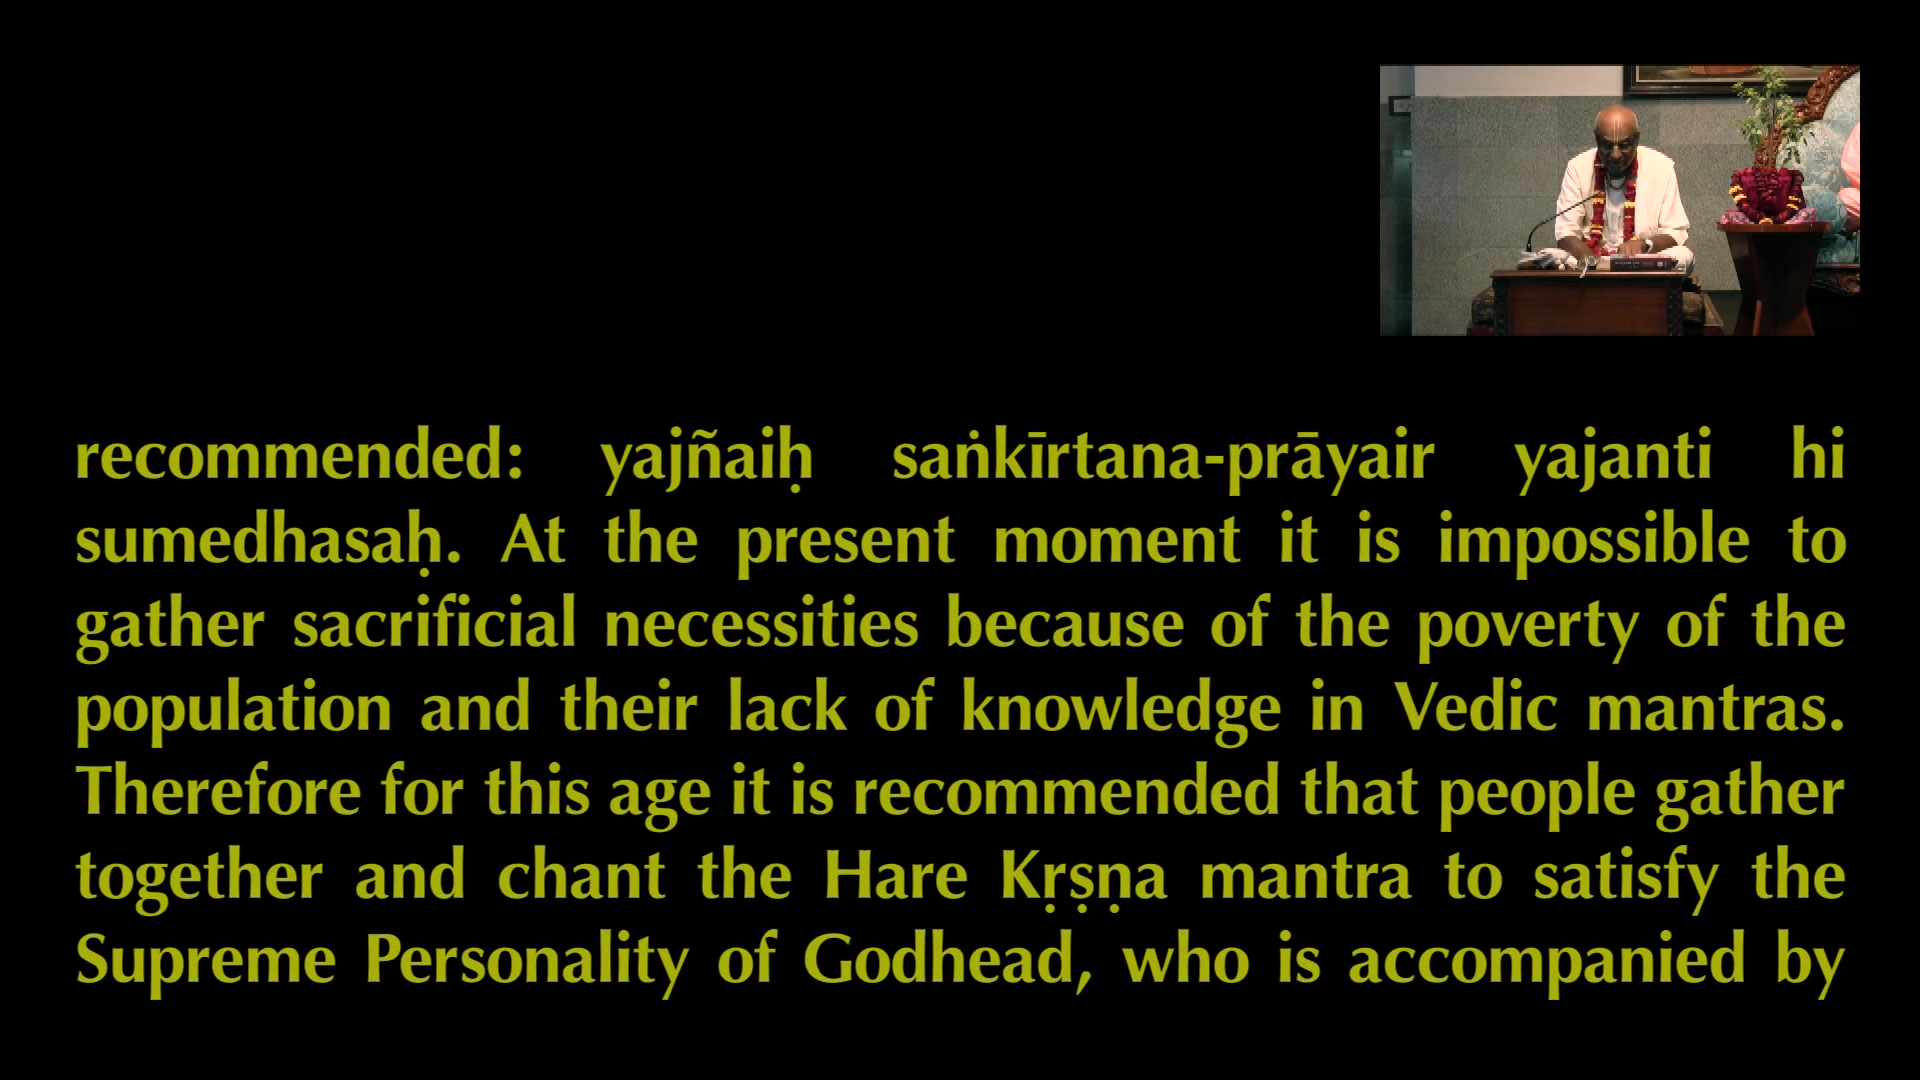 recommended: yajñaiḥ saṅkīrtana-prāyair yajanti hi
sumedhasaḥ. At the present moment it is impossible to
gather sacrificial necessities because of the poverty of the
population and their lack of knowledge in Vedic mantras.
Therefore for this age it is recommended that people gather
together and chant the Hare Kṛṣṇa mantra to satisfy the
Supreme Personality of Godhead, who is accompanied by